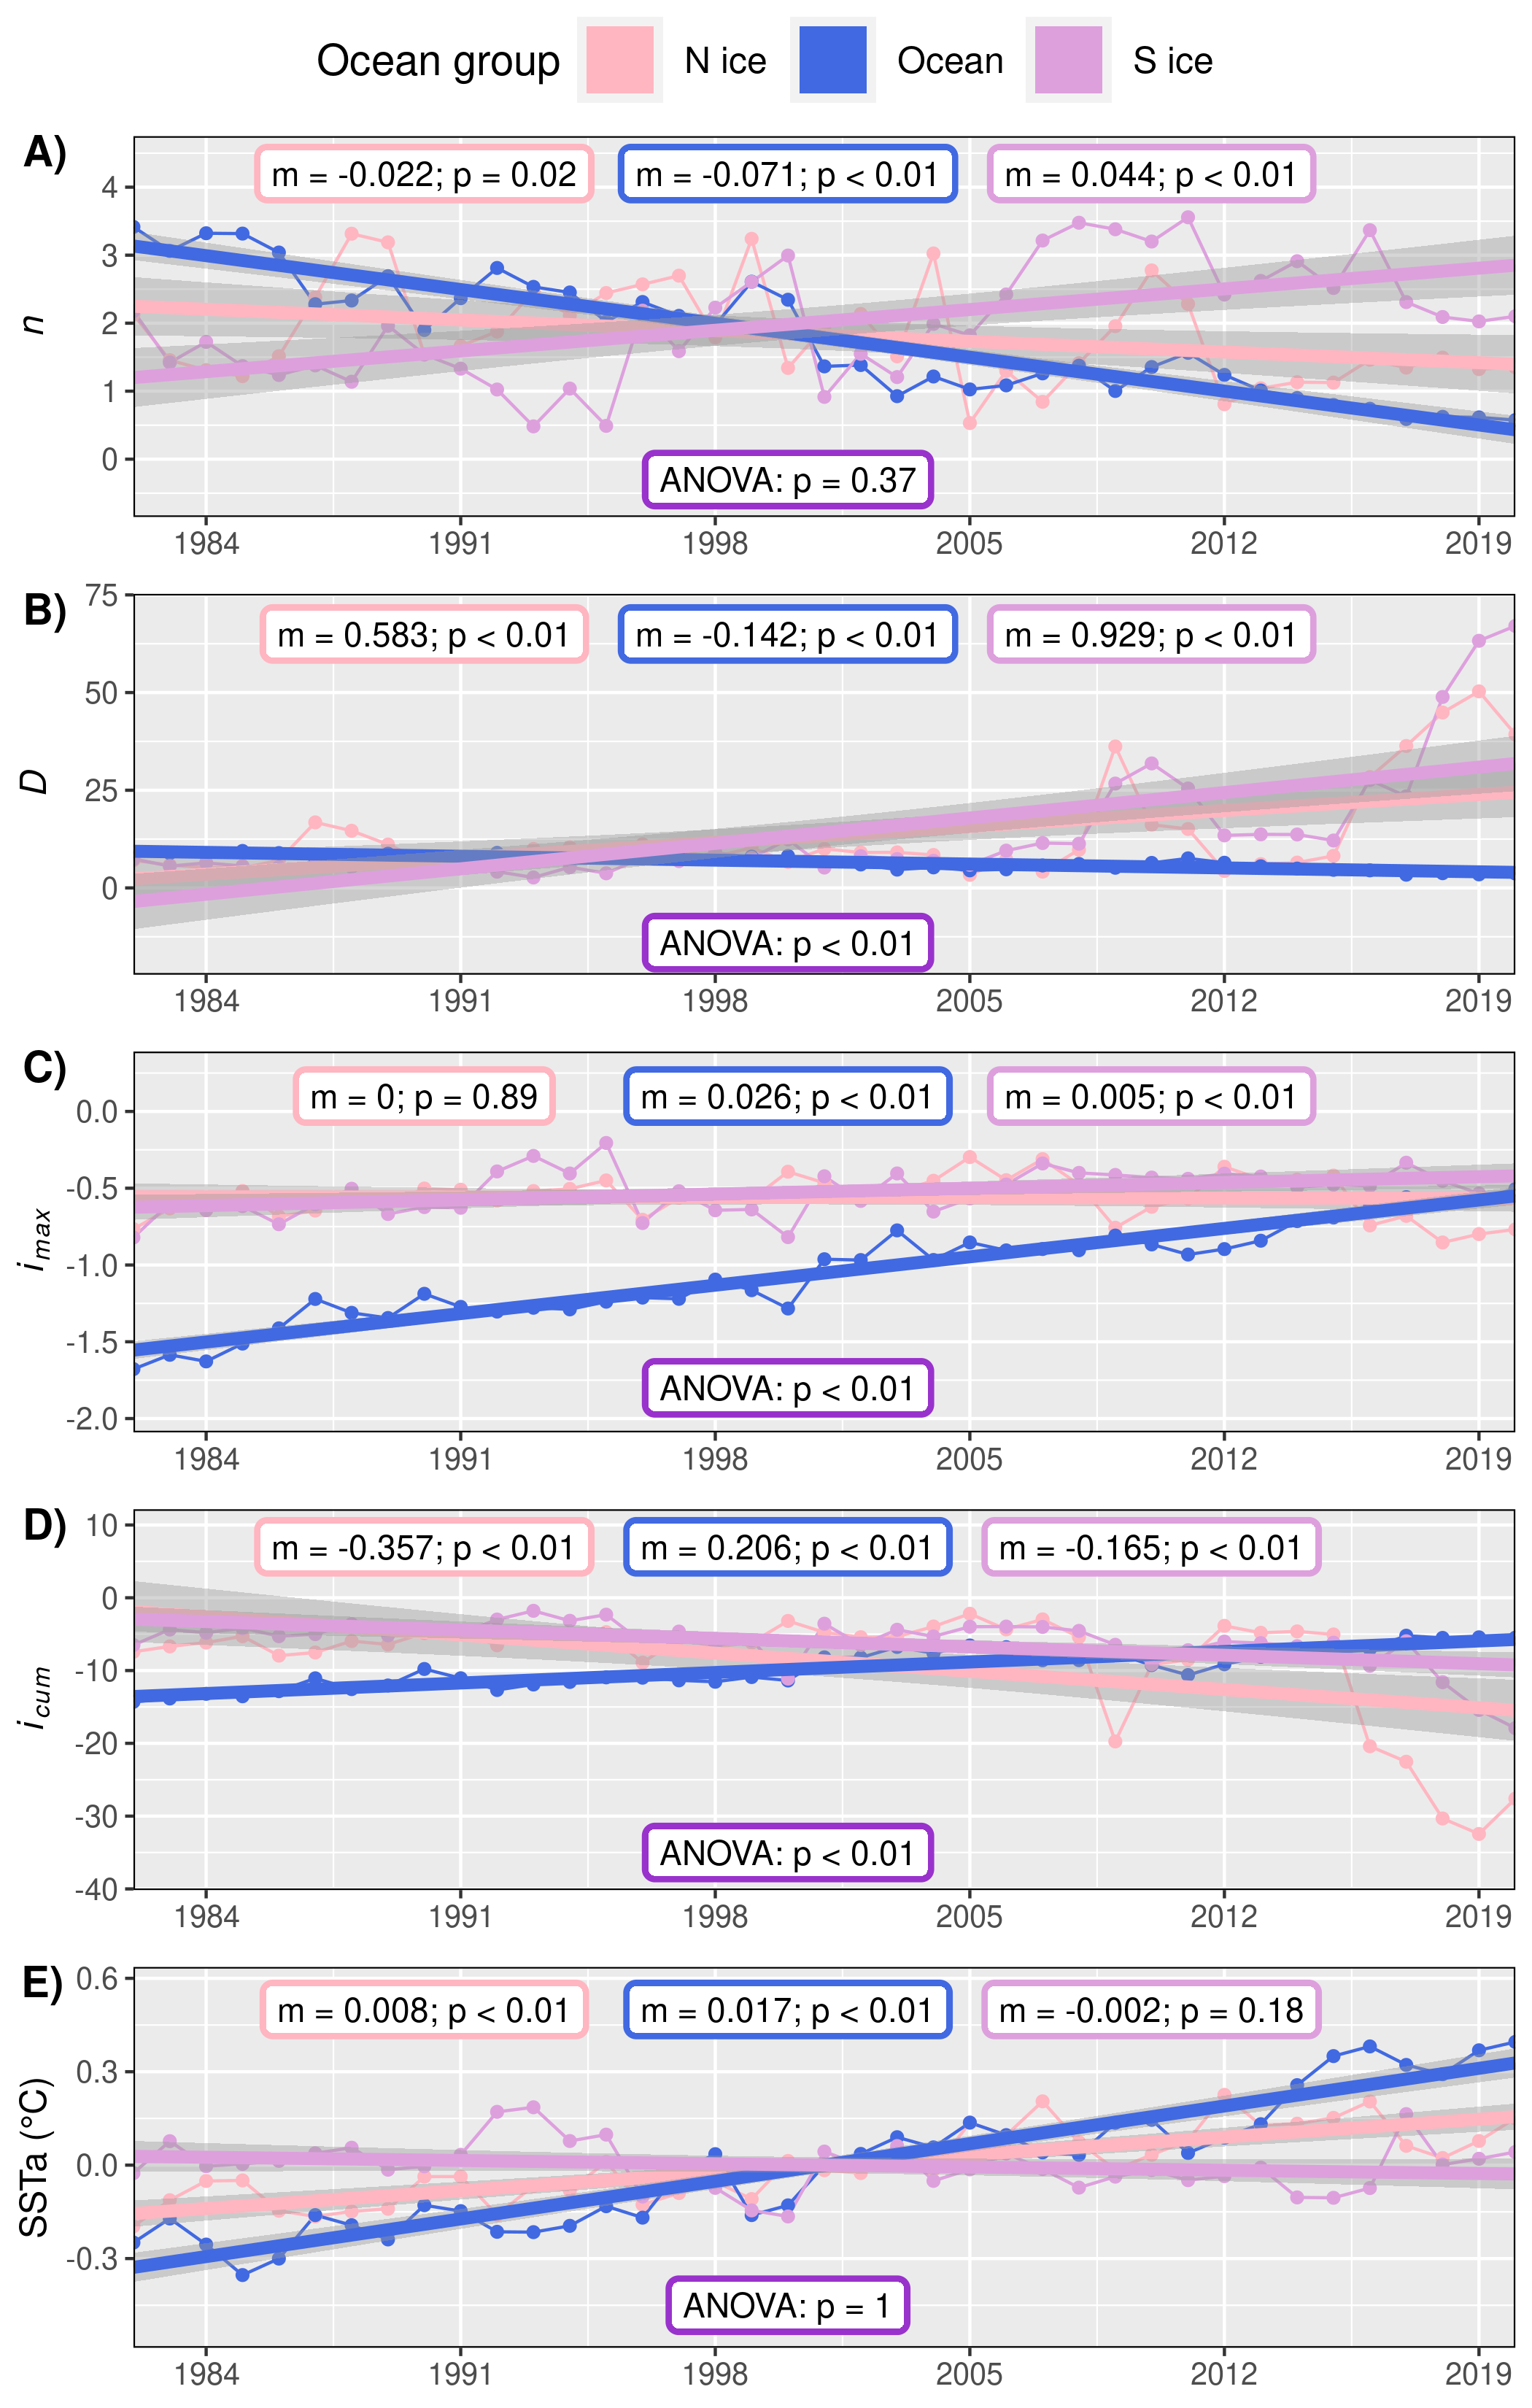 Ocean group N ice Ocean S ice
A)
m = -0.022; p = 0.02 m = -0.071; p < 0.01 m = 0.044; p < 0.01
4
3
2
1
0
n
ANOVA: p = 0.37
1984 1991 1998 2005 2012 2019
B)
75
m = 0.583; p < 0.01 m = -0.142; p < 0.01 m = 0.929; p < 0.01
50
25
0
D
ANOVA: p < 0.01
1984 1991 1998 2005 2012 2019
C)
m = 0; p = 0.89 m = 0.026; p < 0.01 m = 0.005; p < 0.01
0.0
-0.5
-1.0
-1.5
-2.0
i max
ANOVA: p < 0.01
1984 1991 1998 2005 2012 2019
D)
10
m = -0.357; p < 0.01 m = 0.206; p < 0.01 m = -0.165; p < 0.01
0
-10
-20
-30
-40
i cum
ANOVA: p < 0.01
1984 1991 1998 2005 2012 2019
E)
0.6
m = 0.008; p < 0.01 m = 0.017; p < 0.01 m = -0.002; p = 0.18
0.3
0.0
-0.3
SSTa (°C)
ANOVA: p = 1
1984 1991 1998 2005 2012 2019